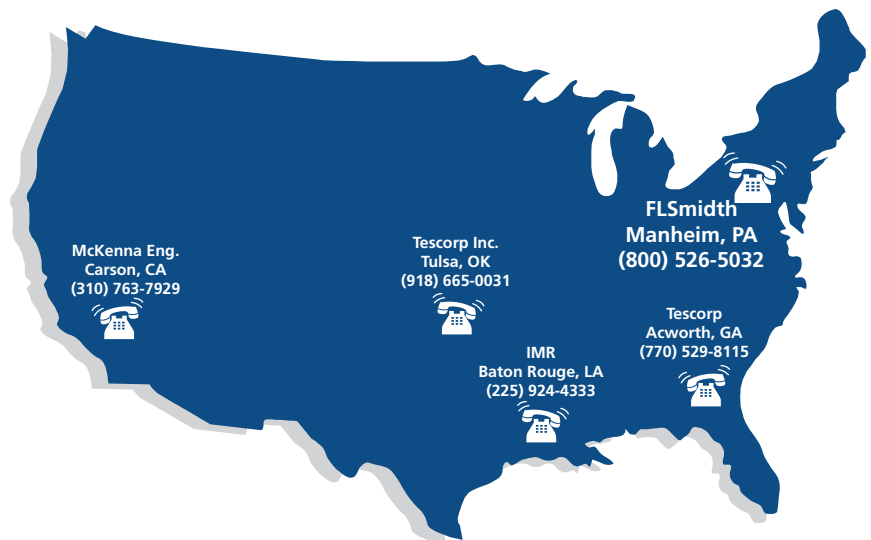 FLSmidth
Manheim, PA
(800) 526-5032
McKenna Eng.
Carson, CA
(310) 763-7929
Tescorp Inc.
Tulsa, OK
(918) 665-0031
Tescorp
Acworth, GA
(770) 529-8115
IMR
Baton Rouge, LA
(225) 924-4333